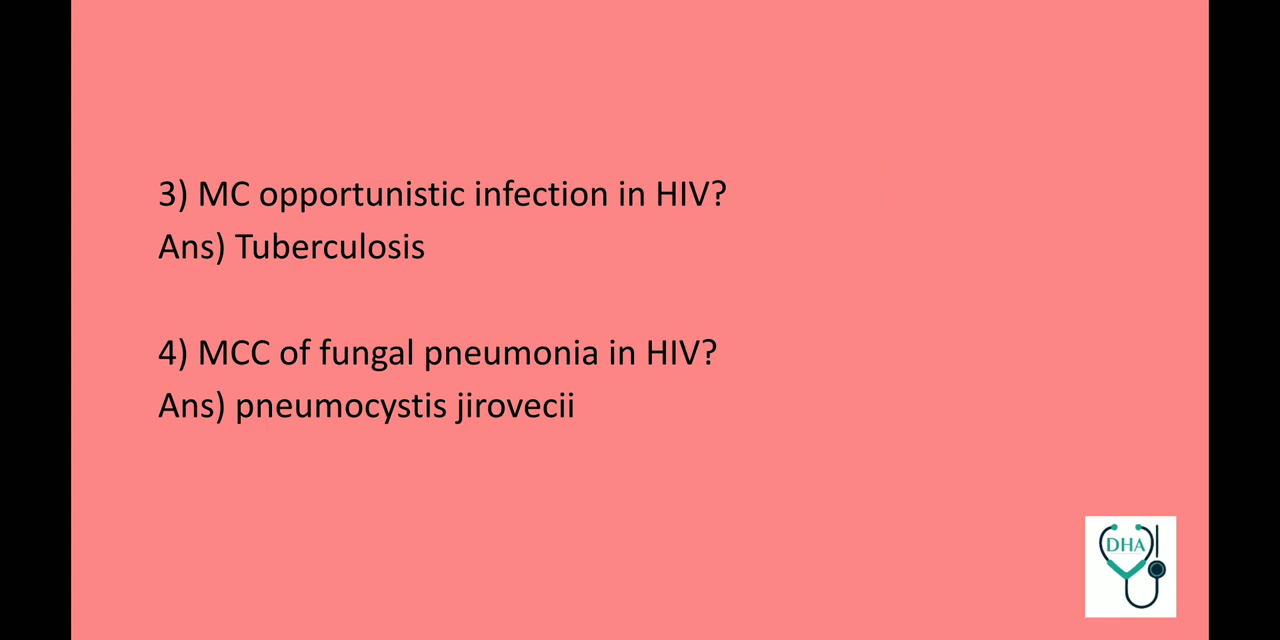 3) MC opportunistic infection in HIV?
Ans) Tuberculosis
4) MCC of fungal pneumonia in HIV?
Ans) pneumocystis jirovecii
DHA